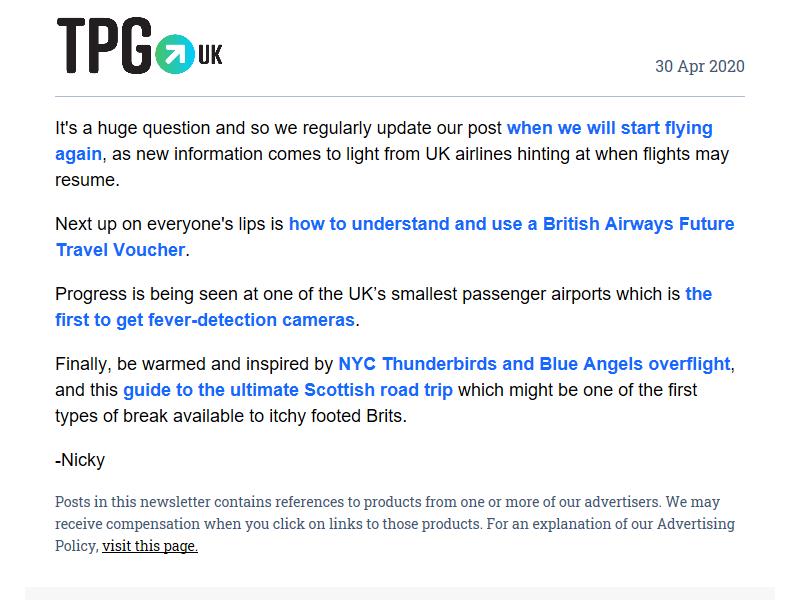 TPG UK
30 Apr 2020
It's a huge question and so we regularly update our post when we will start flying
again, as new information comes to light from UK airlines hinting at when flights may
resume.
Next up on everyone's lips is how to understand and use a British Airways Future
Travel Voucher.
Progress is being seen at one of the UK’s smallest passenger airports which is the
first to get fever-detection cameras.
Finally, be warmed and inspired by NYC Thunderbirds and Blue Angels overflight,
and this guide to the ultimate Scottish road trip which might be one of the first
types of break available to itchy footed Brits.
-Nicky
Posts in this newsletter contains references to products from one or more of our advertisers. We may
receive compensation when you click on links to those products. For an explanation of our Advertising
Policy, visit this page.